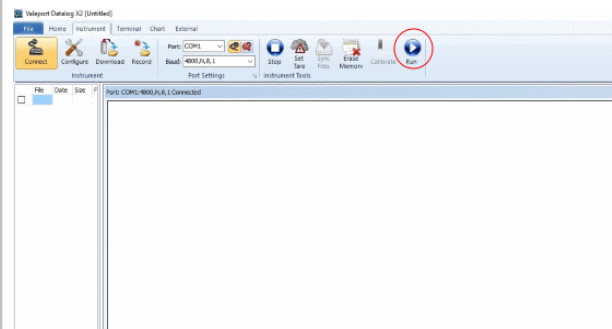 Valeport Datalog X2 [Untitled]
File Home Instrument Terminal Chart External
Connect Configure Download Record Port: COM1 Baud: 4800,N,8,1 Stop Set Tare Sync Files Erase Memory Calibrate Run
Instrument Port Settings Instrument Tools
File Date Size F Port: COM1:4800,N,8,1 Connected